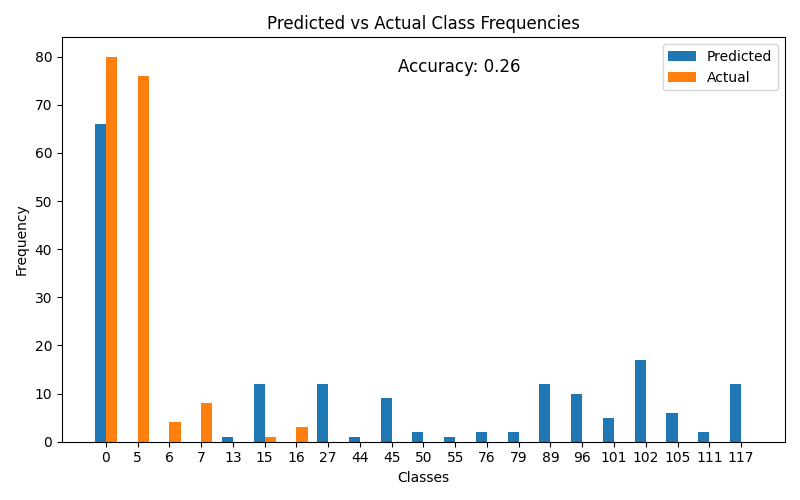 Predicted vs Actual Class Frequencies
Accuracy: 0.26
Predicted
Actual
Frequency
80
70
60
50
40
30
20
10
0
0 5 6 7 13 15 16 27 44 45 50 55 76 79 89 96 101 102 105 111 117
Classes